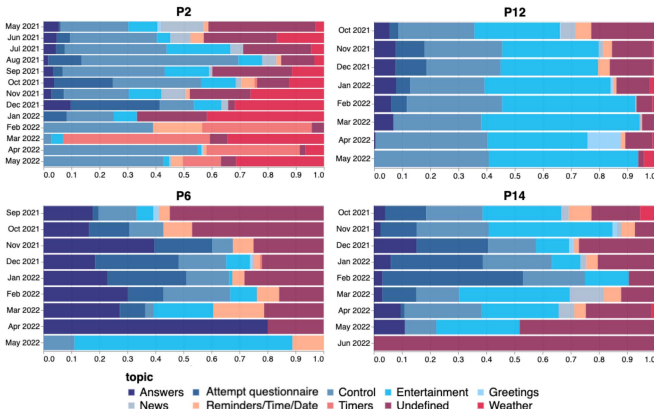 P2
May 2021
Jun 2021
Jul 2021
Aug 2021
Sep 2021
Oct 2021
Nov 2021
Dec 2021
Jan 2022
Feb 2022
Mar 2022
Apr 2022
May 2022
0.0 0.1 0.2 0.3 0.4 0.5 0.6 0.7 0.8 0.9 1.0
P12
Oct 2021
Nov 2021
Dec 2021
Jan 2022
Feb 2022
Mar 2022
Apr 2022
May 2022
0.0 0.1 0.2 0.3 0.4 0.5 0.6 0.7 0.8 0.9 1.0
P6
Sep 2021
Oct 2021
Nov 2021
Dec 2021
Jan 2022
Feb 2022
Mar 2022
Apr 2022
May 2022
0.0 0.1 0.2 0.3 0.4 0.5 0.6 0.7 0.8 0.9 1.0
P14
Oct 2021
Nov 2021
Dec 2021
Jan 2022
Feb 2022
Mar 2022
Apr 2022
May 2022
Jun 2022
0.0 0.1 0.2 0.3 0.4 0.5 0.6 0.7 0.8 0.9 1.0
topic
Answers Attempt questionnaire Control Entertainment Greetings
News Reminders/Time/Date Timers Undefined Weather